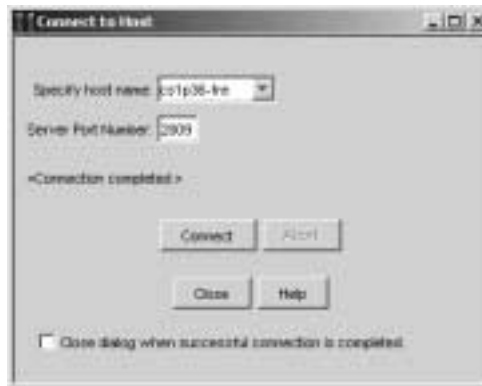 Connect to Host
Specify host name:
Server Port Number: 2809
<Connection completed.>
Connect Abort
Close Help
Close dialog when successful connection is completed.